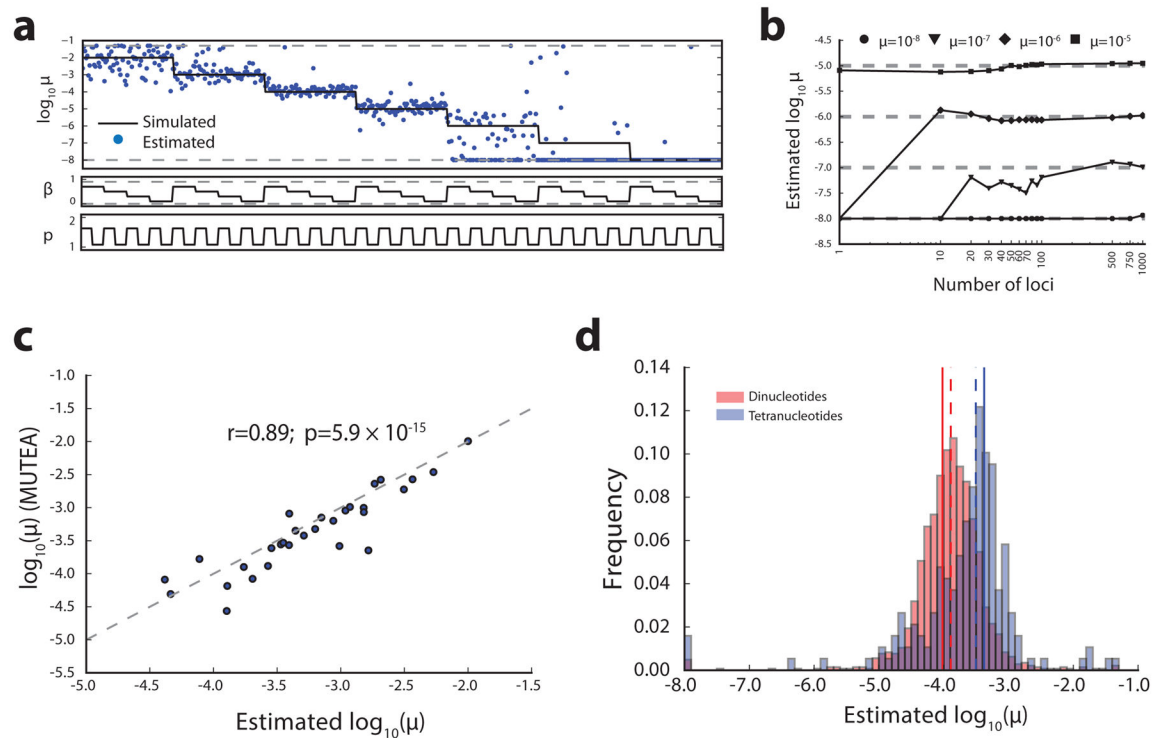 a
-1
-2
-3
-4
-5
-6
-7
-8
log₁₀ μ
Simulated
Estimated
1
0
β
2
1
p
b
μ=10⁻⁸ μ=10⁻⁷ μ=10⁻⁶ μ=10⁻⁵
-4.5
-5.0
-5.5
-6.0
-6.5
-7.0
-7.5
-8.0
-8.5
Estimated log₁₀ μ
1 10 20 30 40 50 60 70 100 500 750 1000
Number of loci
c
-1.0
-1.5
-2.0
-2.5
-3.0
-3.5
-4.0
-4.5
-5.0
-5.5
log₁₀(μ) (MUTEA)
r=0.89; p=5.9 × 10⁻¹⁵
-5.0 -4.5 -4.0 -3.5 -3.0 -2.5 -2.0 -1.5
Estimated log₁₀(μ)
d
0.14
0.12
0.10
0.08
0.06
0.04
0.02
0.00
Frequency
Dinucleotides
Tetranucleotides
-8.0 -7.0 -6.0 -5.0 -4.0 -3.0 -2.0 -1.0
Estimated log₁₀(μ)